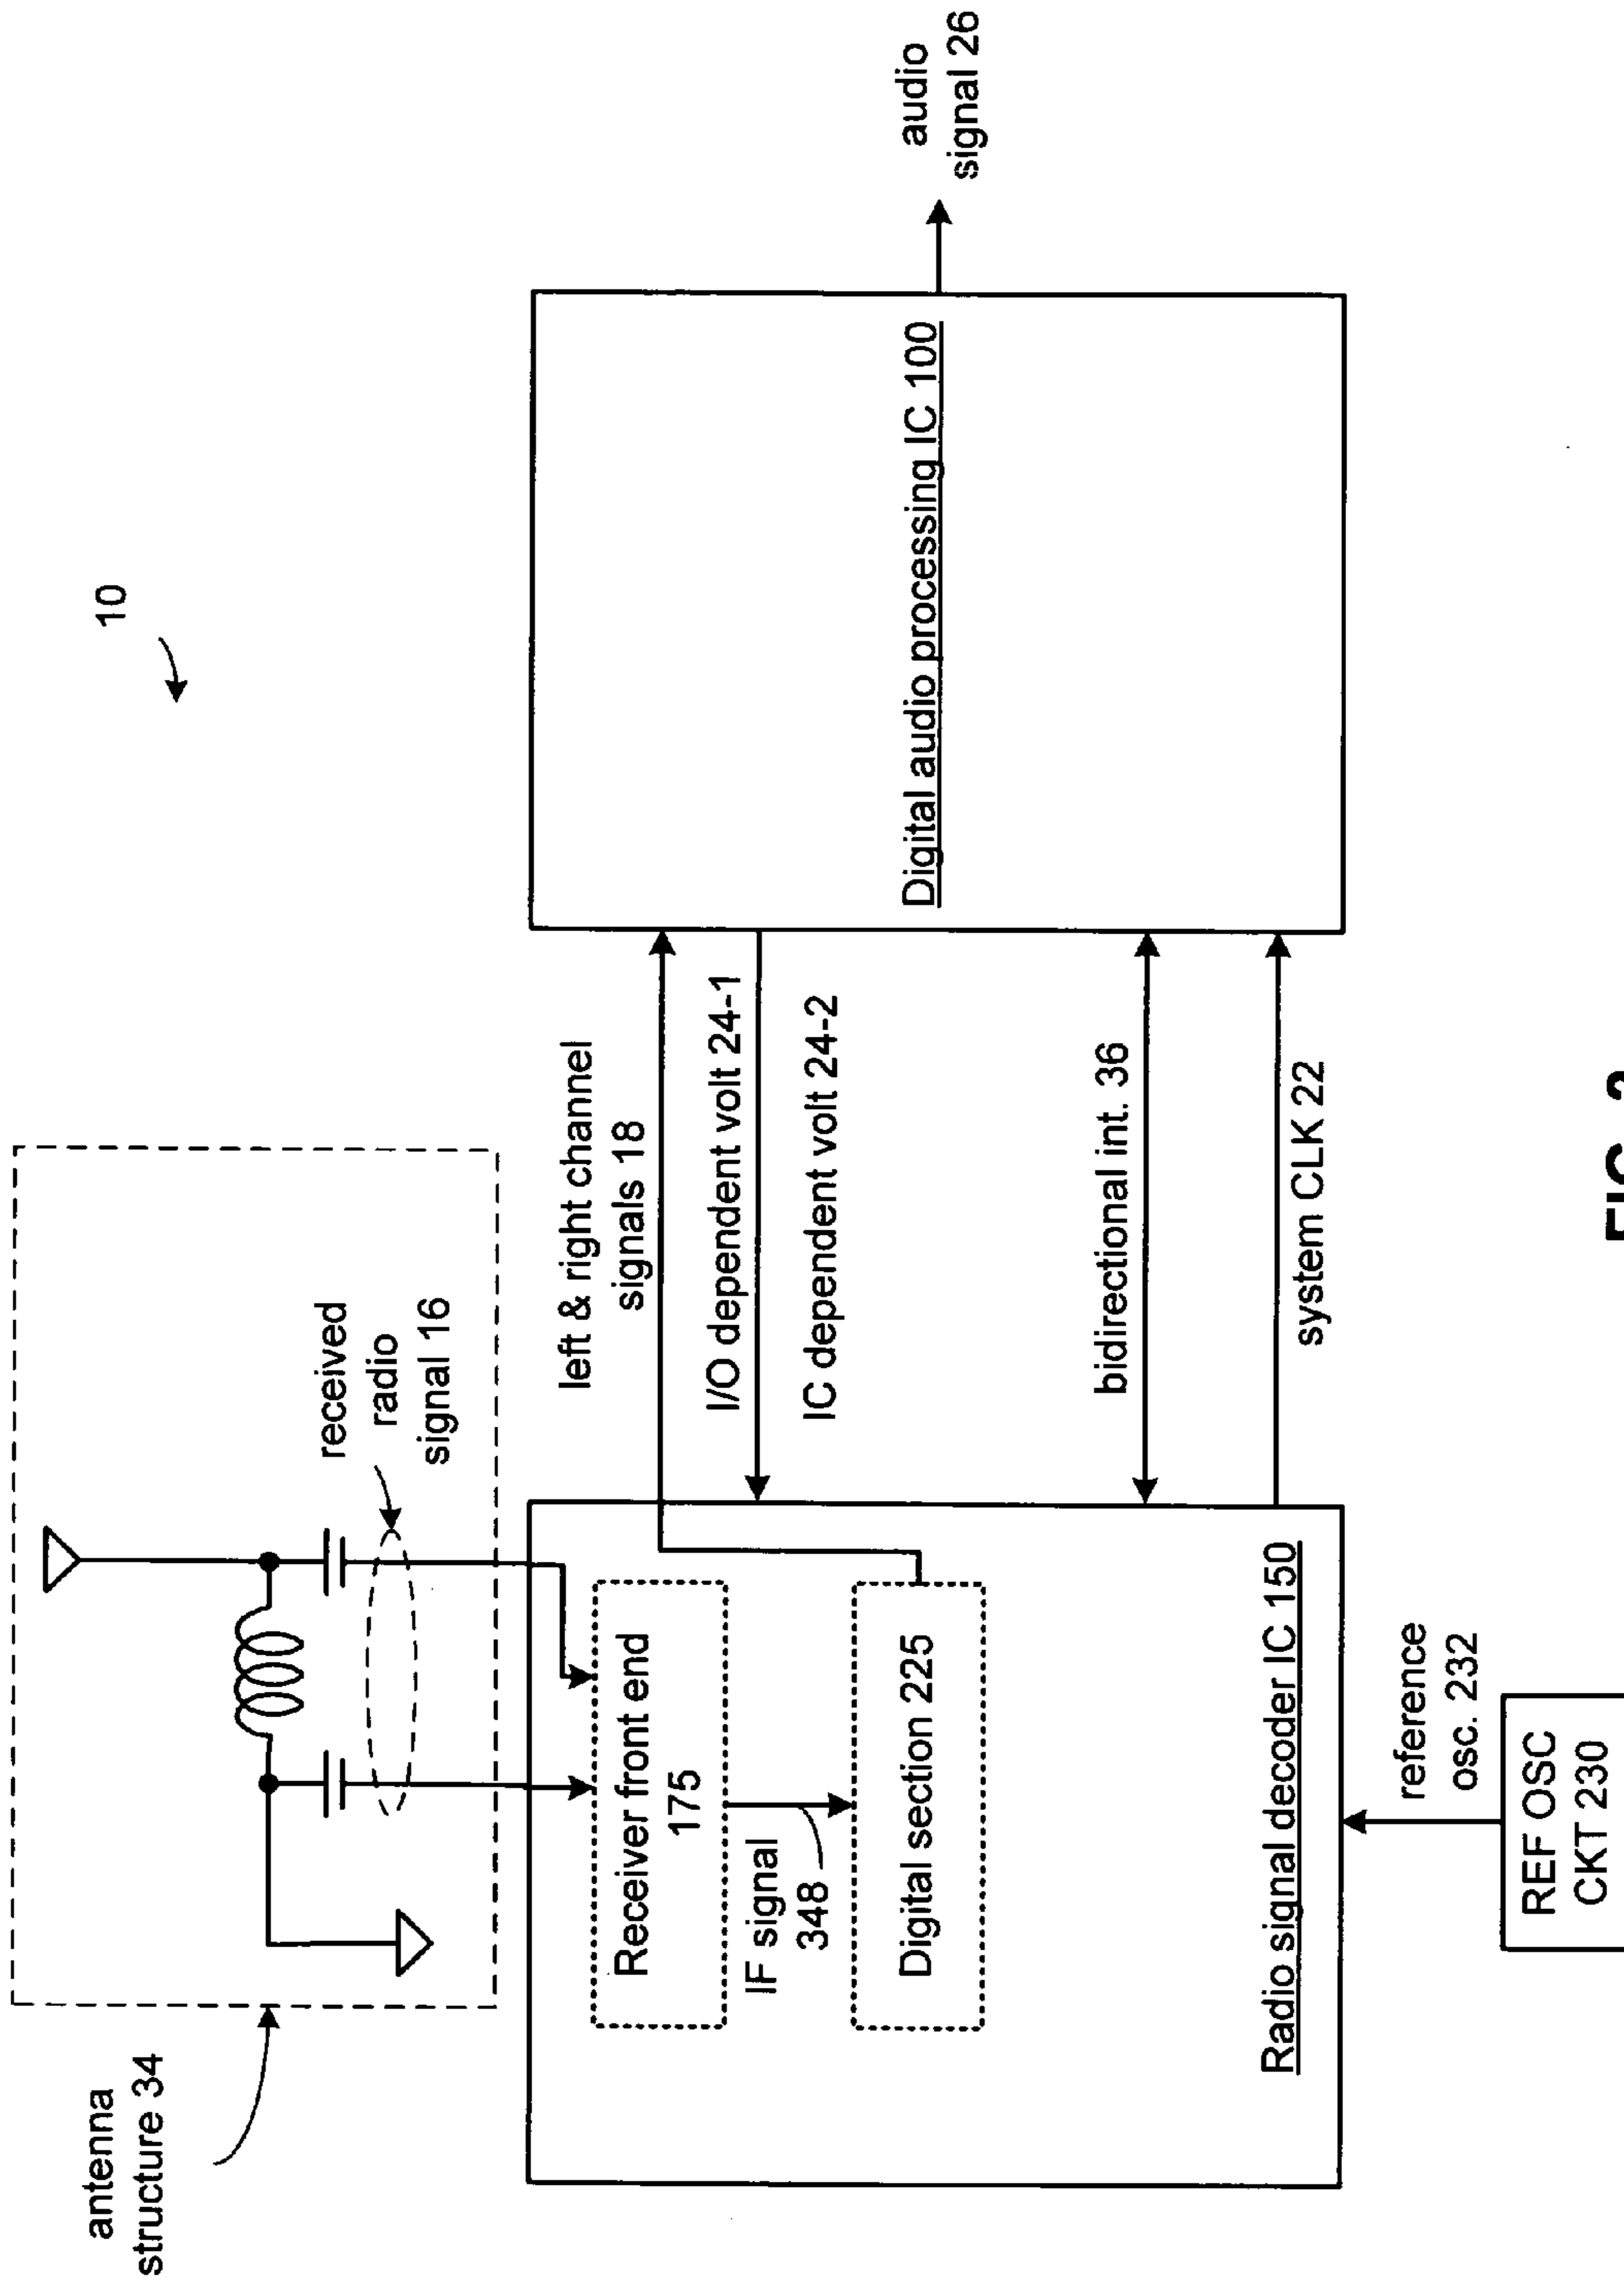 antenna
structure 34
received
radio
signal 16
10
Receiver front end
175
IF signal
348
Digital section 225
Radio signal decoder IC 150
left & right channel
signals 18
I/O dependent volt 24-1
IC dependent volt 24-2
bidirectional int. 36
system CLK 22
Digital audio processing IC 100
audio
signal 26
reference
osc. 232
REF OSC
CKT 230
FIG.